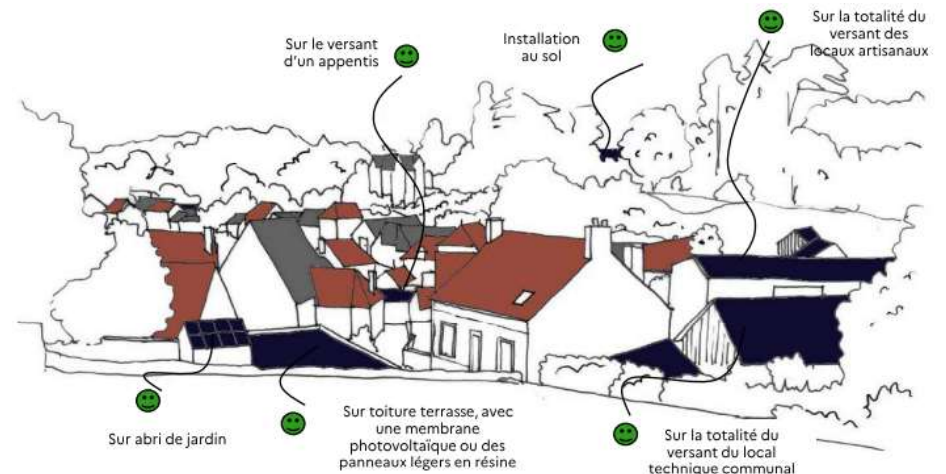 Sur le versant
d'un appentis
Installation
au sol
Sur la totalité du
versant des
locaux artisanaux
Sur abri de jardin
Sur toiture terrasse, avec
une membrane
photovoltaïque ou des
panneaux légers en résine
Sur la totalité du
versant du local
technique communal